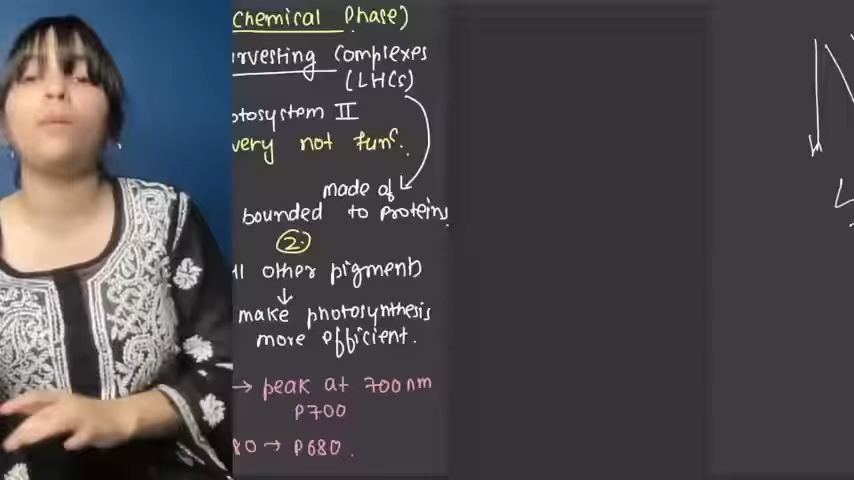 Chemical Phase)
rvesting Complexes
(LHCs)
otosystem II
very not func.
made of
bounded to proteins
2.
ll other pigments
make photosynthesis
more efficient.
→ peak at 700nm
P700
80 → P680.